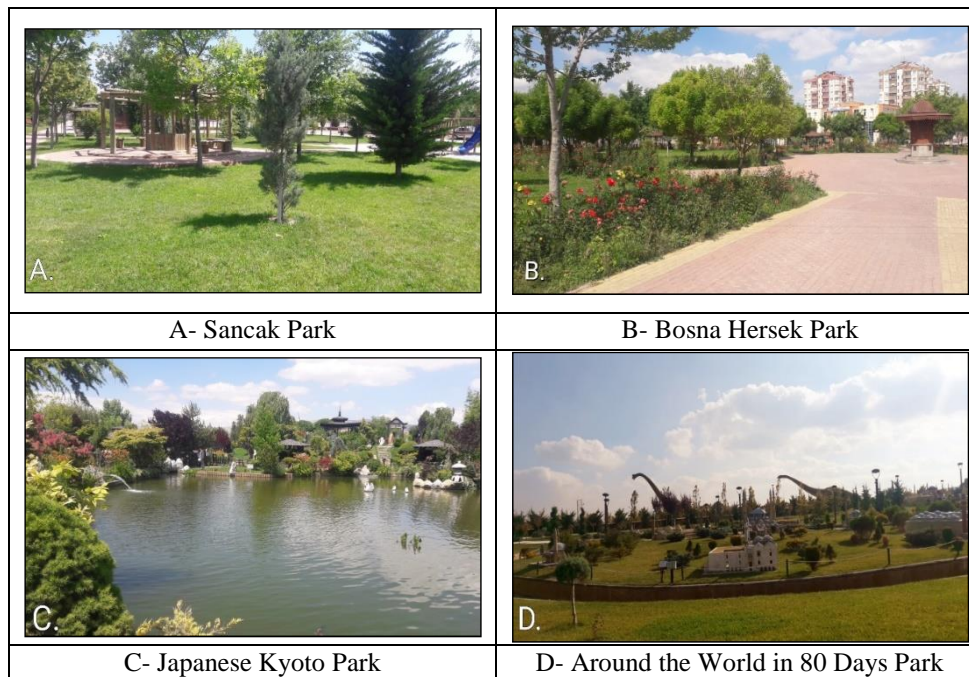 A.
B.
A- Sancak Park
B- Bosna Hersek Park
C.
D.
C- Japanese Kyoto Park
D- Around the World in 80 Days Park